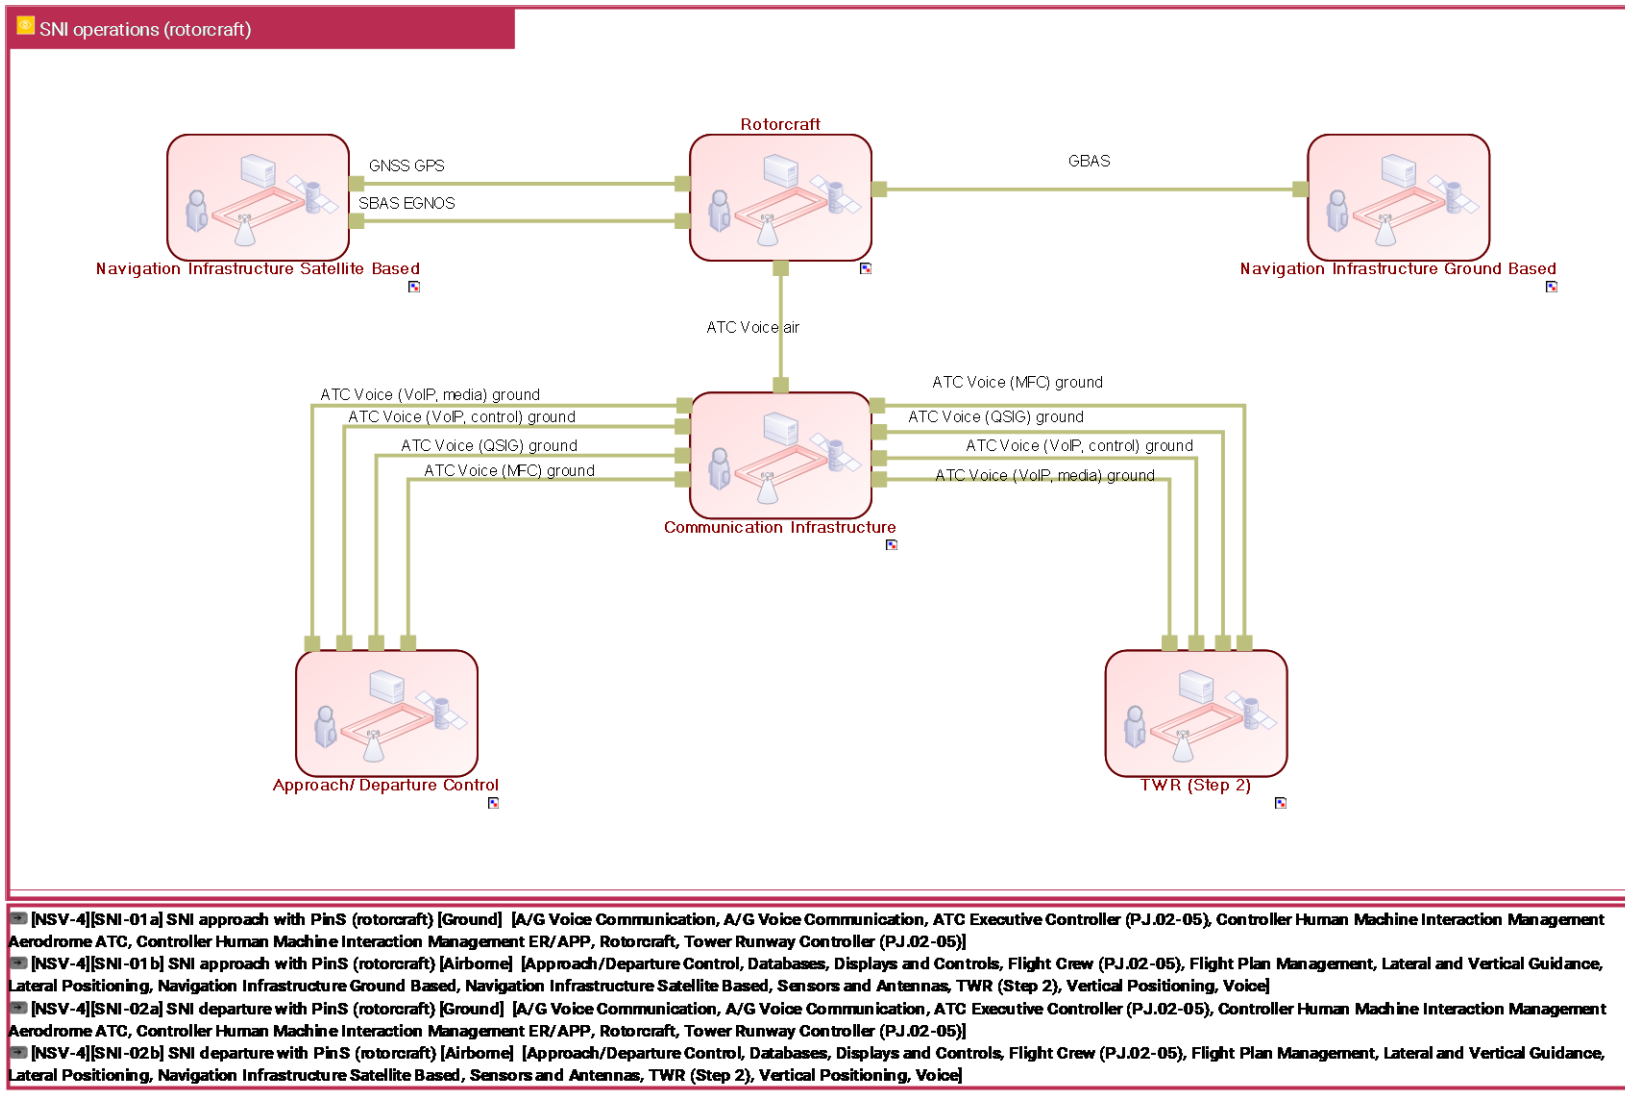 SNI operations (rotorcraft)
Rotorcraft
GNSS GPS
GBAS
SBAS EGNOS
Navigation Infrastructure Satellite Based
Navigation Infrastructure Ground Based
ATC Voice air
ATC Voice (VoIP, media) ground
ATC Voice (VoIP, control) ground
ATC Voice (QSIG) ground
ATC Voice (MFC) ground
ATC Voice (MFC) ground
ATC Voice (QSIG) ground
ATC Voice (VoIP, control) ground
ATC Voice (VoIP, media) ground
Communication Infrastructure
Approach/Departure Control
TWR (Step 2)
[NSV-4][SNI-01a] SNI approach with PinS (rotorcraft) [Ground] [A/G Voice Communication, A/G Voice Communication, ATC Executive Controller (PJ.02-05), Controller Human Machine Interaction Management
Aerodrome ATC, Controller Human Machine Interaction Management ER/APP, Rotorcraft, Tower Runway Controller (PJ.02-05)]
[NSV-4][SNI-01b] SNI approach with PinS (rotorcraft) [Airborne] [Approach/Departure Control, Databases, Displays and Controls, Flight Crew (PJ.02-05), Flight Plan Management, Lateral and Vertical Guidance,
Lateral Positioning, Navigation Infrastructure Ground Based, Navigation Infrastructure Satellite Based, Sensors and Antennas, TWR (Step 2), Vertical Positioning, Voice]
[NSV-4][SNI-02a] SNI departure with PinS (rotorcraft) [Ground] [A/G Voice Communication, A/G Voice Communication, ATC Executive Controller (PJ.02-05), Controller Human Machine Interaction Management
Aerodrome ATC, Controller Human Machine Interaction Management ER/APP, Rotorcraft, Tower Runway Controller (PJ.02-05)]
[NSV-4][SNI-02b] SNI departure with PinS (rotorcraft) [Airborne] [Approach/Departure Control, Databases, Displays and Controls, Flight Crew (PJ.02-05), Flight Plan Management, Lateral and Vertical Guidance,
Lateral Positioning, Navigation Infrastructure Satellite Based, Sensors and Antennas, TWR (Step 2), Vertical Positioning, Voice]